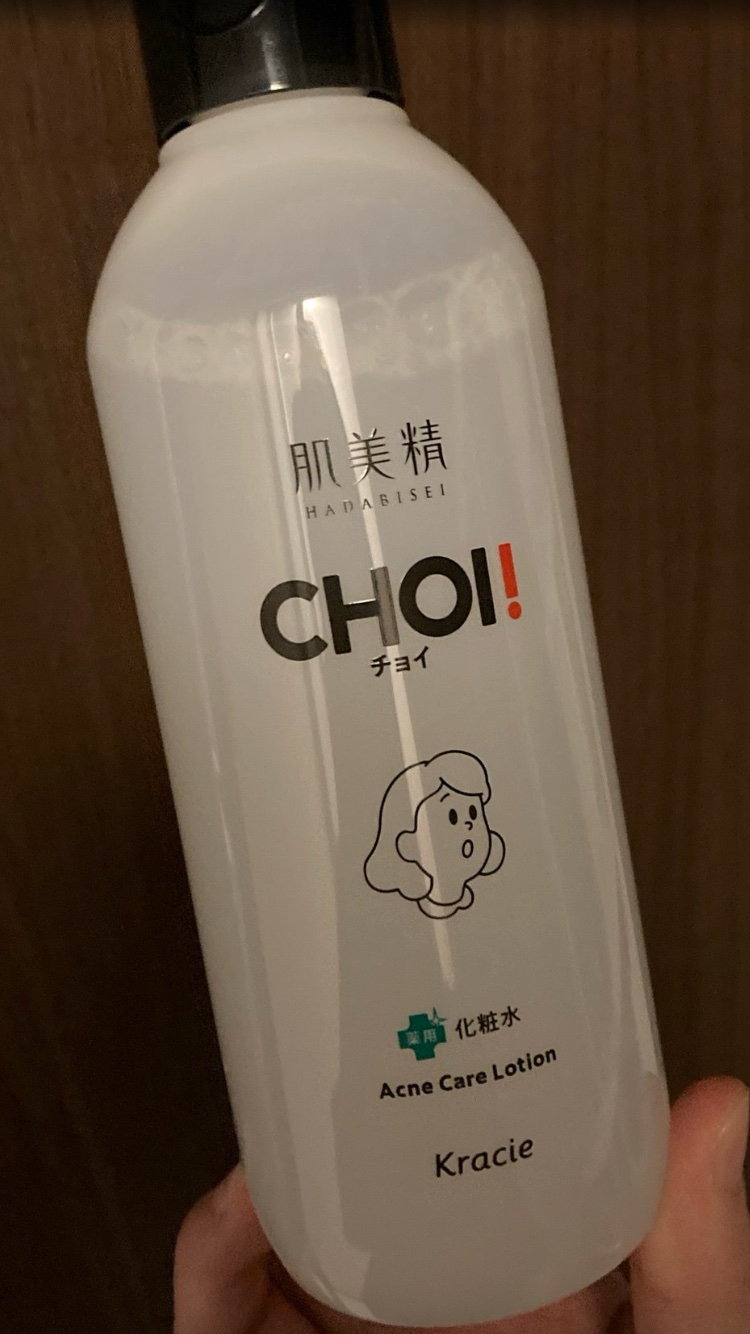 肌美精
HADABISEI
CHOI!
チョイ
薬用 化粧水
Acne Care Lotion
Kracie